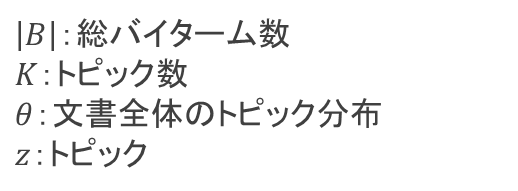 |B| : 総バイターム数
K : トピック数
θ : 文書全体のトピック分布
z : トピック